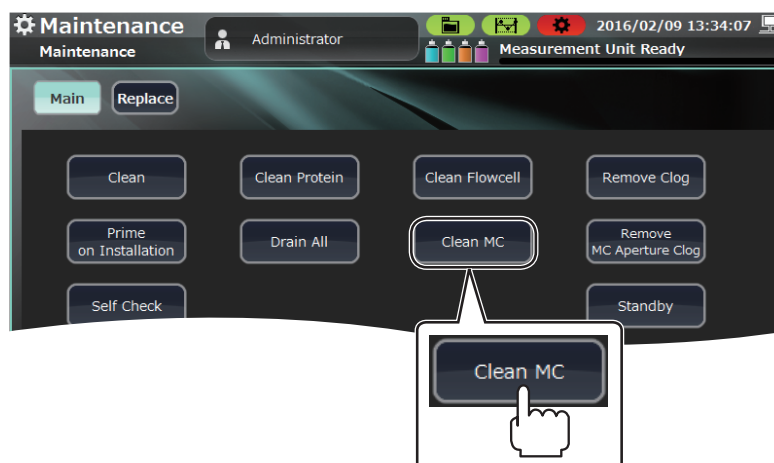 Maintenance
Administrator
2016/02/09 13:34:07
Maintenance
Measurement Unit Ready
Main
Replace
Clean
Clean Protein
Clean Flowcell
Remove Clog
Prime
on Installation
Drain All
Clean MC
Remove
MC Aperture Clog
Self Check
Standby
Clean MC